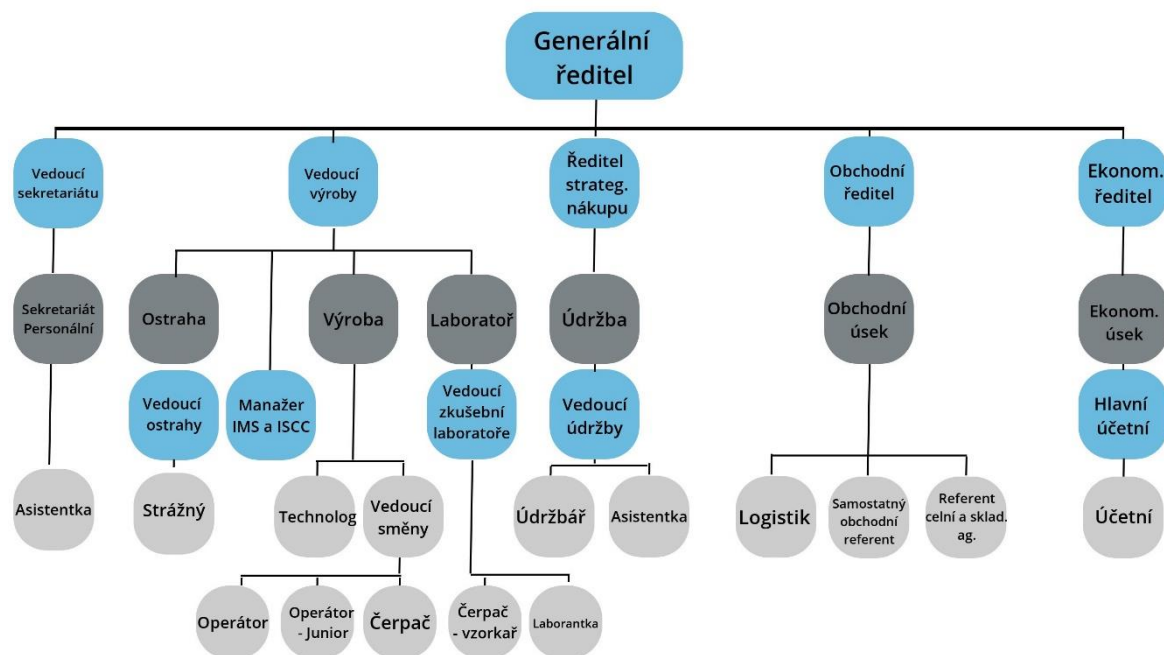 Generální
ředitel
Vedoucí
sekretariátu
Vedoucí
výroby
Ředitel
strateg.
nákupu
Obchodní
ředitel
Ekonom.
ředitel
Sekretariát
Personální
Ostraha
Výroba
Laboratoř
Údržba
Obchodní
úsek
Ekonom.
úsek
Vedoucí
ostrahy
Manažer
IMS a ISCC
Vedoucí
zkušební
laboratoře
Vedoucí
údržby
Hlavní
účetní
Asistentka
Strážný
Technolog
Vedoucí
směny
Údržbář
Asistentka
Logistik
Samostatný
obchodní
referent
Referent
celní a sklad.
ag.
Účetní
Operátor
Operátor
- Junior
Čerpač
Čerpač
- vzorkař
Laborantka